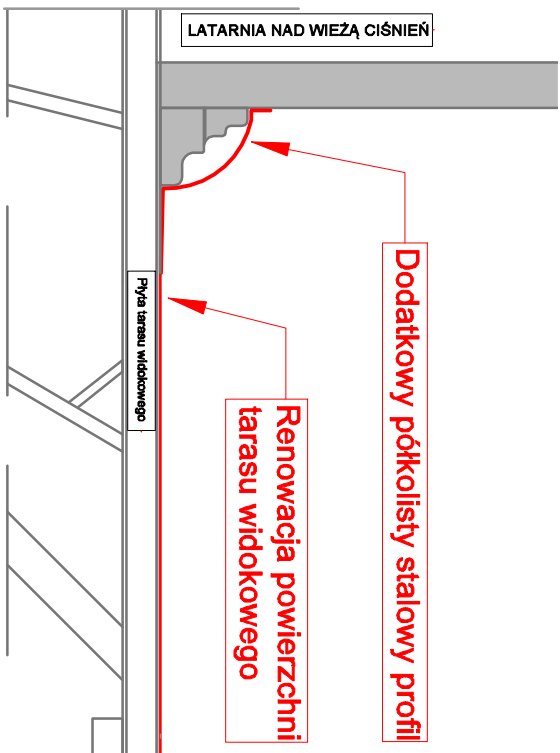 LATARNIA NAD WIEŻĄ CIŚNIEŃ
Dodatkowy półkolisty stalowy profil
Renowacja powierzchni
tarasu widokowego
Płyta tarasu widokowego